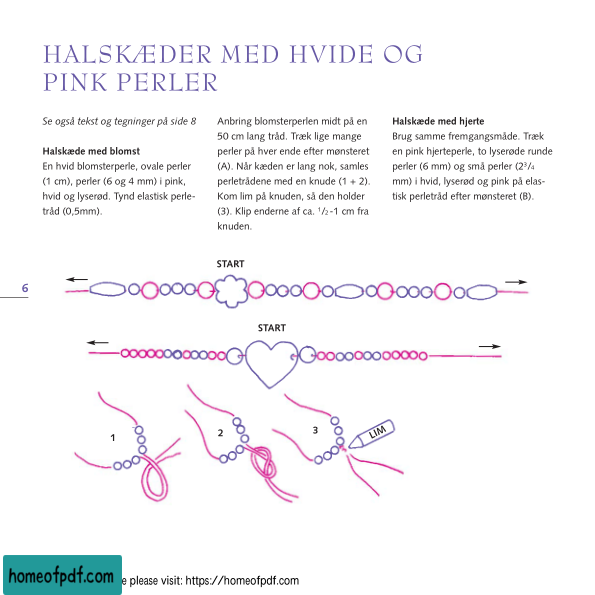 HALSKÆDER MED HVIDE OG
PINK PERLER
Se også tekst og tegninger på side 8
Halskæde med blomst
En hvid blomsterperle, ovale perler
(1 cm), perler (6 og 4 mm) i pink,
hvid og lyserød. Tynd elastisk perle-
tråd (0,5mm).
Anbring blomsterperlen midt på en
50 cm lang tråd. Træk lige mange
perler på hver ende efter mønsteret
(A). Når kæden er lang nok, samles
perletrådene med en knude (1 + 2).
Kom lim på knuden, så den holder
(3). Klip enderne af ca. 1/2-1 cm fra
knuden.
Halskæde med hjerte
Brug samme fremgangsmåde. Træk
en pink hjerteperle, to lyserøde runde
perler (6 mm) og små perler (2 3/4
mm) i hvid, lyserød og pink på elas-
tisk perletråd efter mønsteret (B).
6
START
START
1
2
3
LIM
homeofpdf.com
e please visit: https://homeofpdf.com